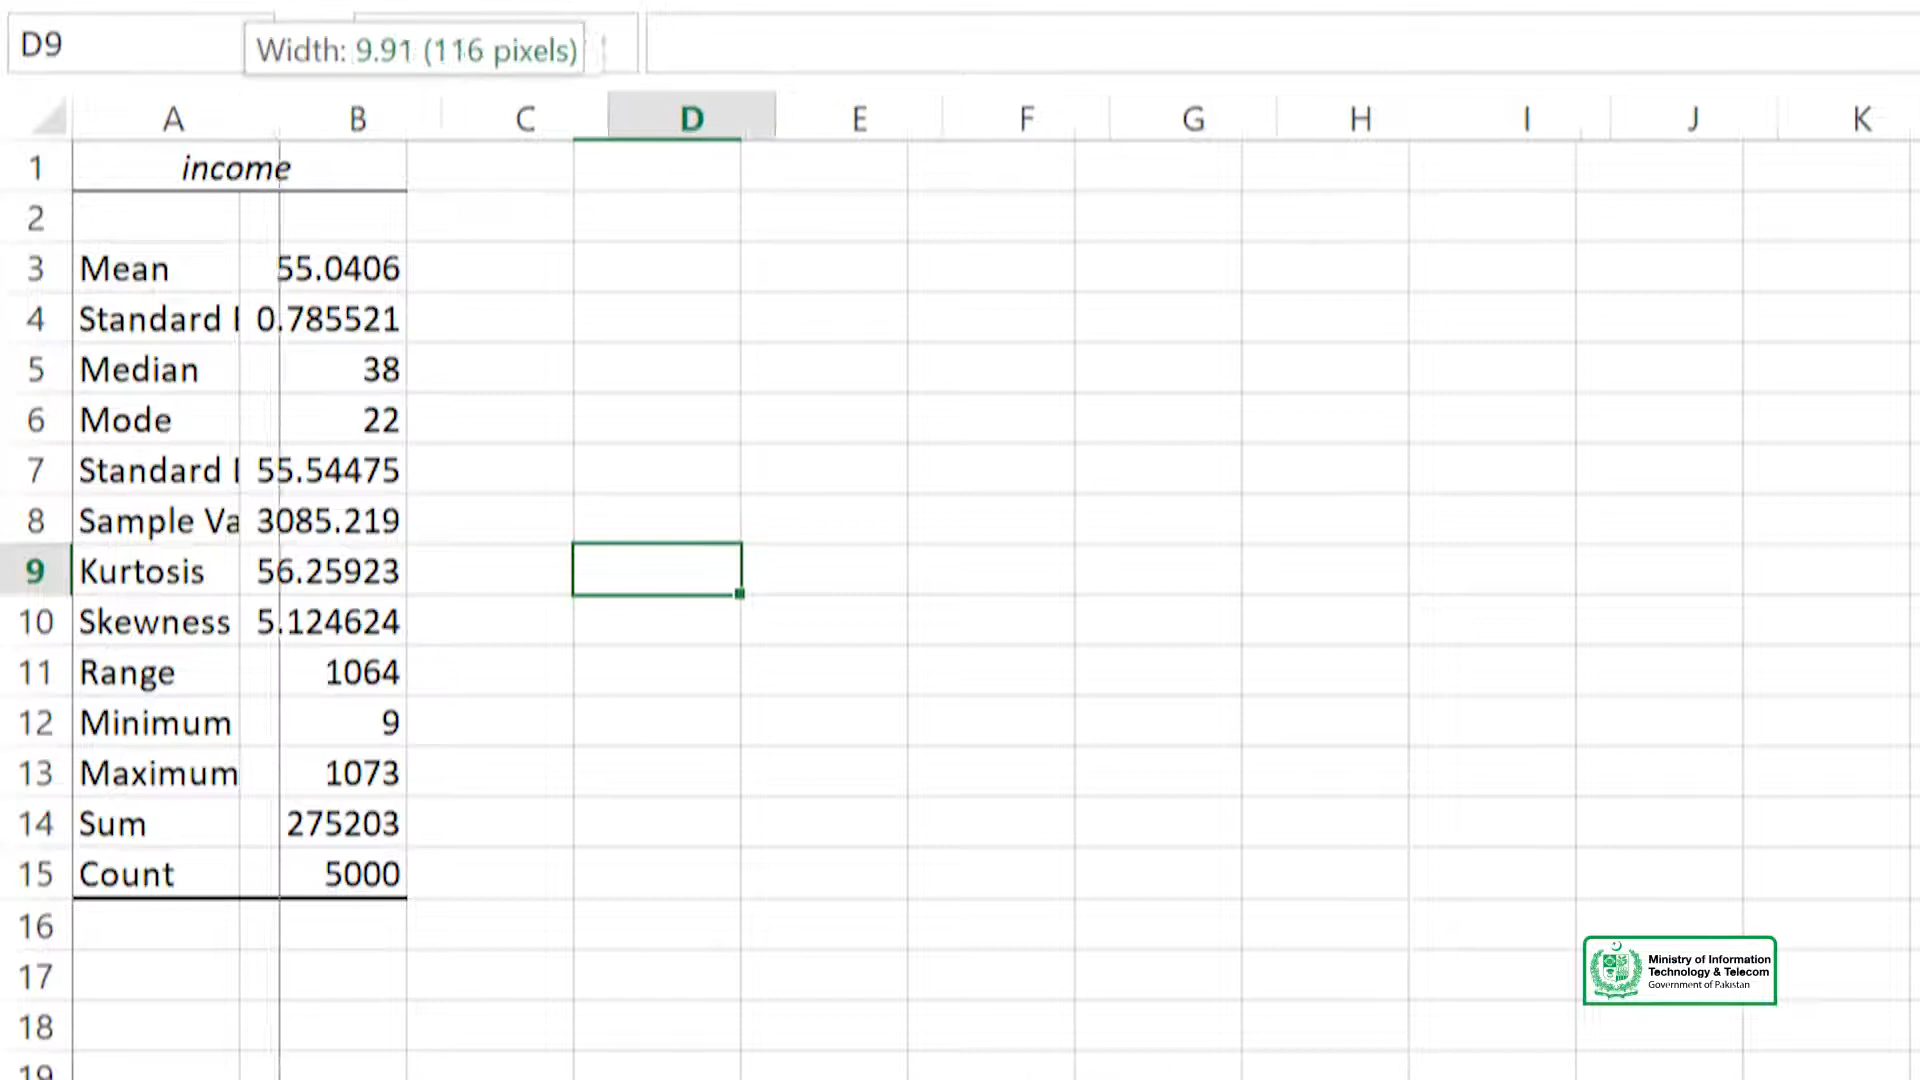 D9
Width: 9.91 (116 pixels)
A B C D E F G H I J K
1 income
2
3 Mean 55.0406
4 Standard 0.785521
5 Median 38
6 Mode 22
7 Standard 55.54475
8 Sample Va 3085.219
9 Kurtosis 56.25923
10 Skewness 5.124624
11 Range 1064
12 Minimum 9
13 Maximum 1073
14 Sum 275203
15 Count 5000
16
17
18
19
Ministry of Information
Technology & Telecom
Government of Pakistan